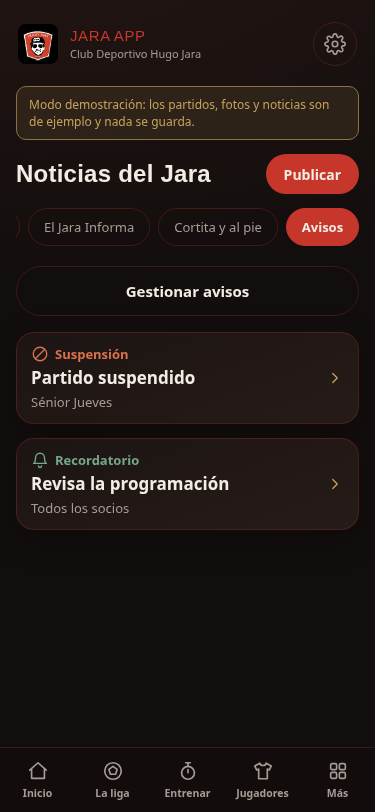 JARA APP
Club Deportivo Hugo Jara
Modo demostración: los partidos, fotos y noticias son
de ejemplo y nada se guarda.
Noticias del Jara
Publicar
El Jara Informa
Cortita y al pie
Avisos
Gestionar avisos
Suspensión
Partido suspendido
Sénior Jueves
Recordatorio
Revisa la programación
Todos los socios
Inicio
La liga
Entrenar
Jugadores
Más